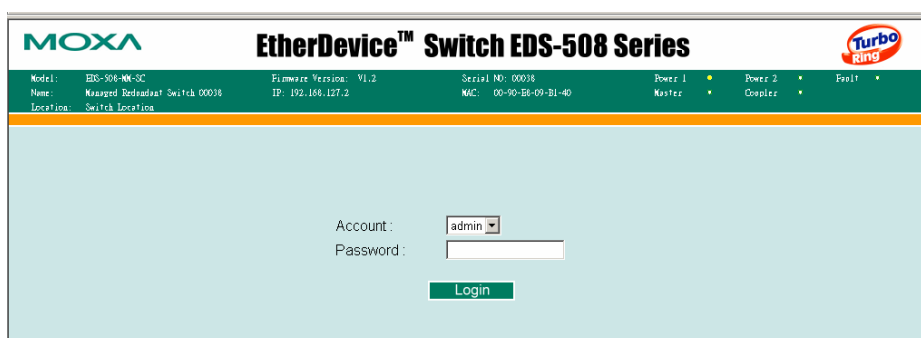 MOXA EtherDevice™ Switch EDS-508 Series Turbo Ring
Model: EDS-508-MM-SC Firmware Version: V1.2 Serial NO: 00038 Power 1 Power 2 Fault
Name: Managed Redundant Switch 00038 IP: 192.168.127.2 MAC: 00-90-E8-09-B1-40 Master Coupler
Location: Switch Location
Account : admin
Password :
Login